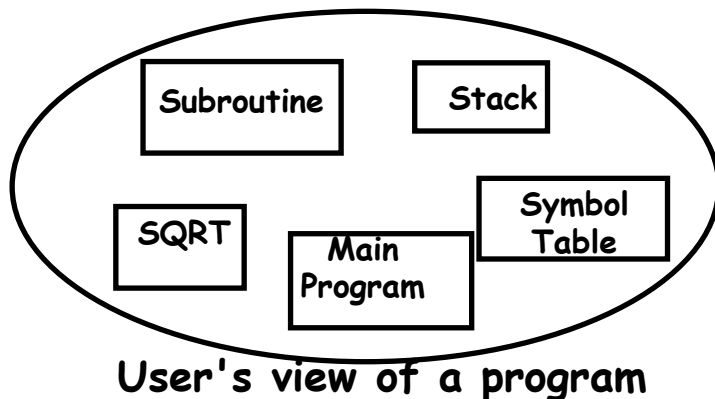 Subroutine
Stack
SQRT
Main
Program
Symbol
Table
User's view of a program